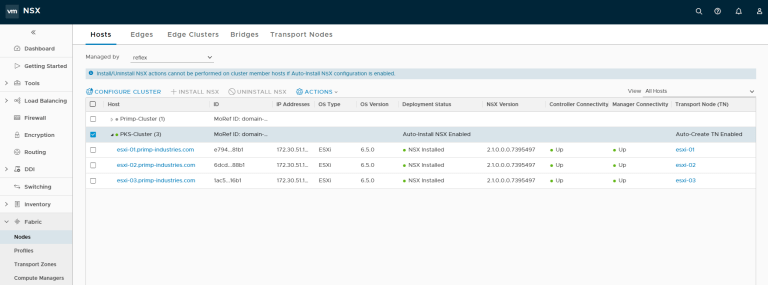 vm NSX
Dashboard
Getting Started
Tools
Load Balancing
Firewall
Encryption
Routing
DDI
Switching
Inventory
Fabric
Nodes
Profiles
Transport Zones
Compute Managers
Hosts Edges Edge Clusters Bridges Transport Nodes
Managed by reflex
Install/Uninstall NSX actions cannot be performed on cluster member hosts if Auto-Install NSX configuration is enabled.
CONFIGURE CLUSTER + INSTALL NSX UNINSTALL NSX ACTIONS View All Hosts
Host ID IP Addresses OS Type OS Version Deployment Status NSX Version Controller Connectivity Manager Connectivity Transport Node (TN)
Primp-Cluster (1) MoRef ID: domain-...
PKS-Cluster (3) MoRef ID: domain-... Auto-Install NSX Enabled Auto-Create TN Enabled
esxi-01.primp-industries.com e794...81b1 172.30.51.1... ESXi 6.5.0 NSX Installed 2.1.0.0.0.7395497 Up Up esxi-01
esxi-02.primp-industries.com 6dcd...88b1 172.30.51.1... ESXi 6.5.0 NSX Installed 2.1.0.0.0.7395497 Up Up esxi-02
esxi-03.primp-industries.com 1ac5...16b1 172.30.51.1... ESXi 6.5.0 NSX Installed 2.1.0.0.0.7395497 Up Up esxi-03